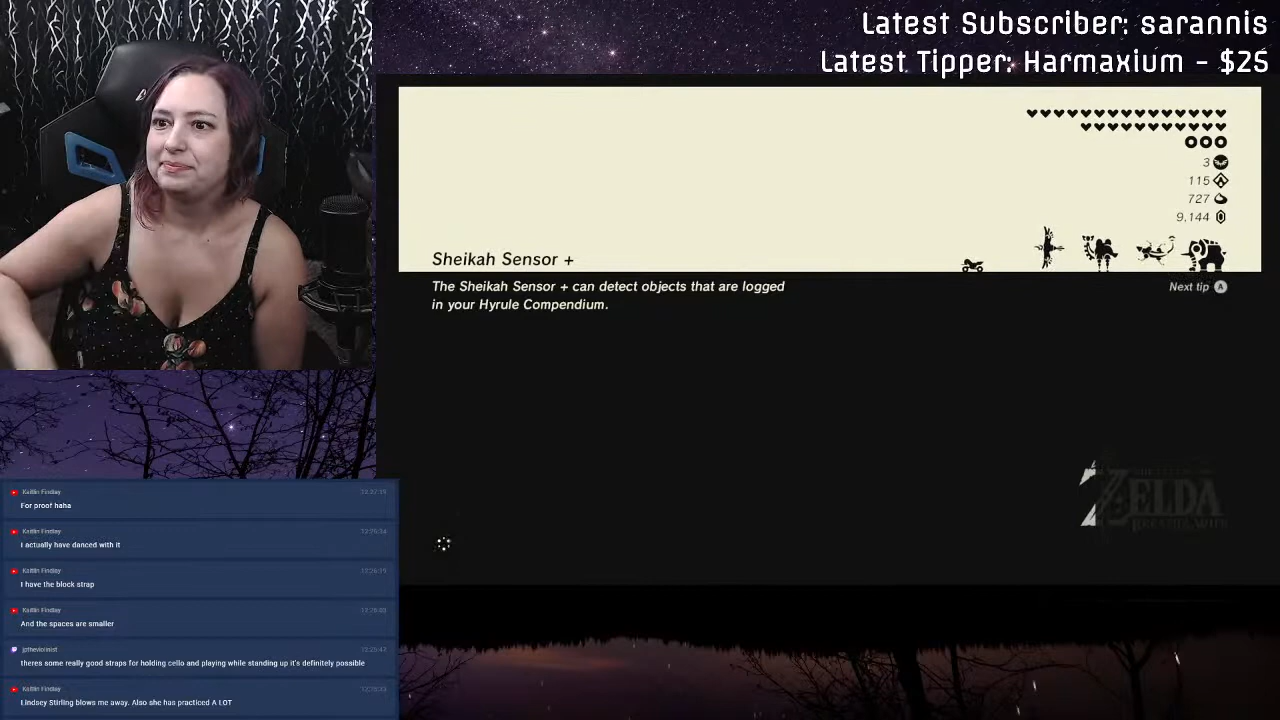 Latest Subscriber: sarannis
Latest Tipper: Harmaxium - $25
3
115
727
9,144
Sheikah Sensor +
The Sheikah Sensor + can detect objects that are logged
in your Hyrule Compendium.
Next tip A
ZELDA
Kaitlin Findlay
For proof haha
Kaitlin Findlay
I actually have danced with it
Kaitlin Findlay
I have the block strap
Kaitlin Findlay
And the spaces are smaller
jptheviolinist
theres some really good straps for holding cello and playing while standing up it's definitely possible
Kaitlin Findlay
Lindsey Stirling blows me away. Also she has practiced A LOT